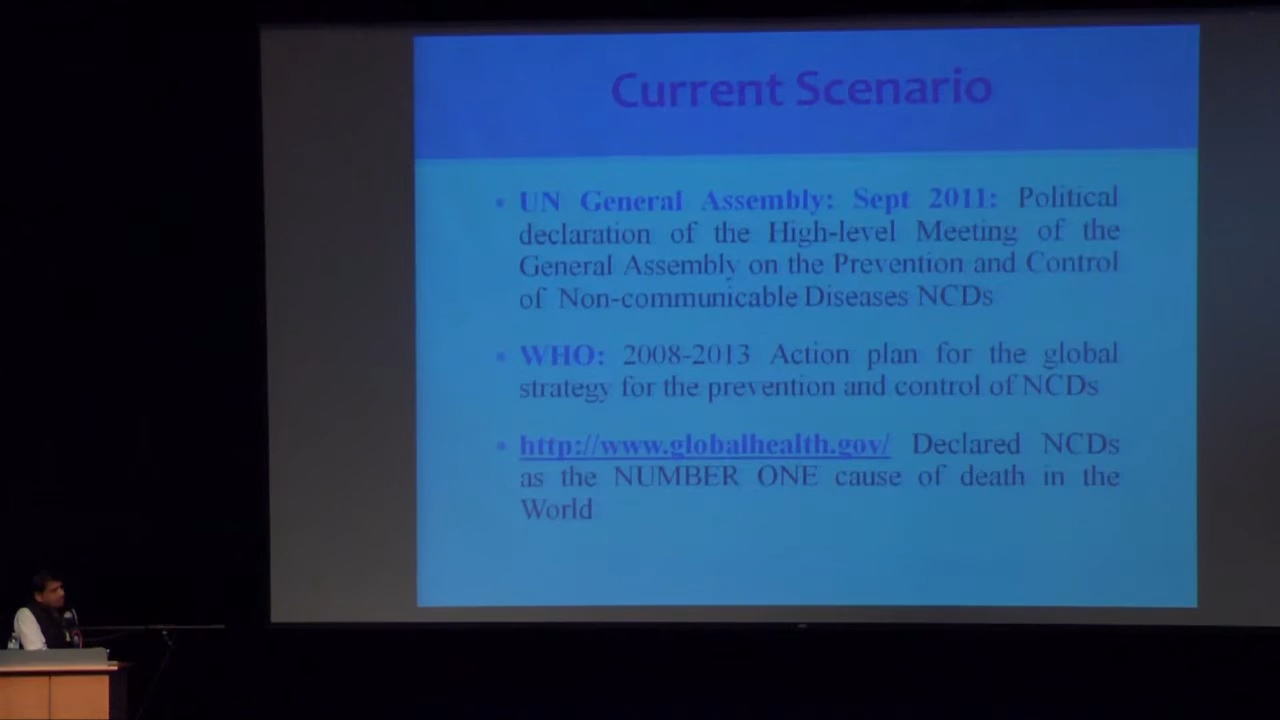 Current Scenario
• UN General Assembly: Sept 2011: Political
declaration of the High-level Meeting of the
General Assembly on the Prevention and Control
of Non-communicable Diseases NCDs
• WHO: 2008-2013 Action plan for the global
strategy for the prevention and control of NCDs
• http://www.globalhealth.gov/ Declared NCDs
as the NUMBER ONE cause of death in the
World